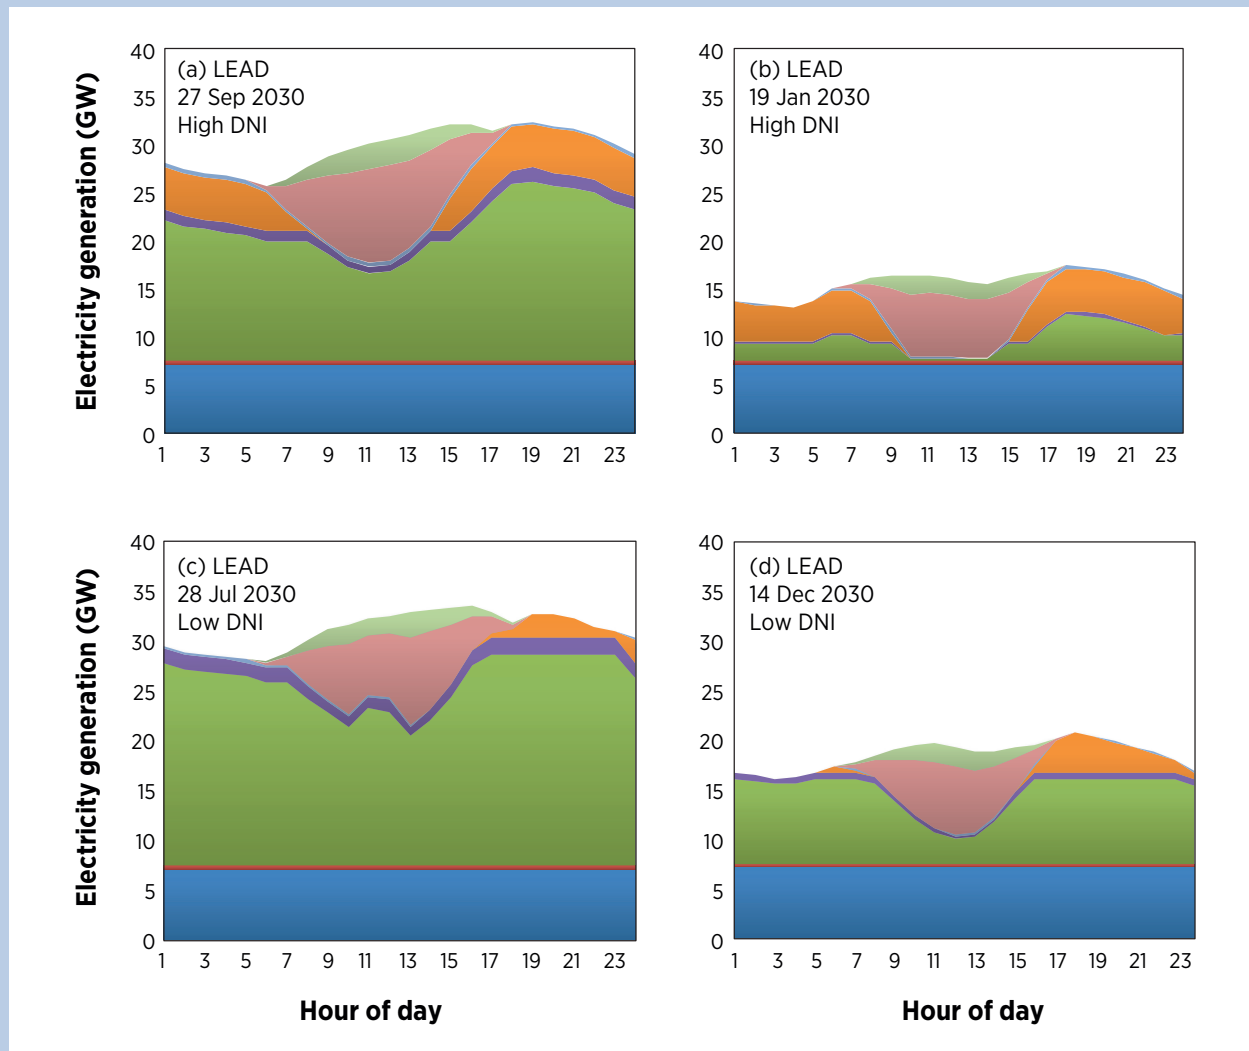 Electricity generation (GW)
40
35
30
25
20
15
10
5
0
(a) LEAD
27 Sep 2030
High DNI
1 3 5 7 9 11 13 15 17 19 21 23
40
35
30
25
20
15
10
5
0
(b) LEAD
19 Jan 2030
High DNI
1 3 5 7 9 11 13 15 17 19 21 23
Electricity generation (GW)
40
35
30
25
20
15
10
5
0
(c) LEAD
28 Jul 2030
Low DNI
1 3 5 7 9 11 13 15 17 19 21 23
Hour of day
40
35
30
25
20
15
10
5
0
(d) LEAD
14 Dec 2030
Low DNI
1 3 5 7 9 11 13 15 17 19 21 23
Hour of day